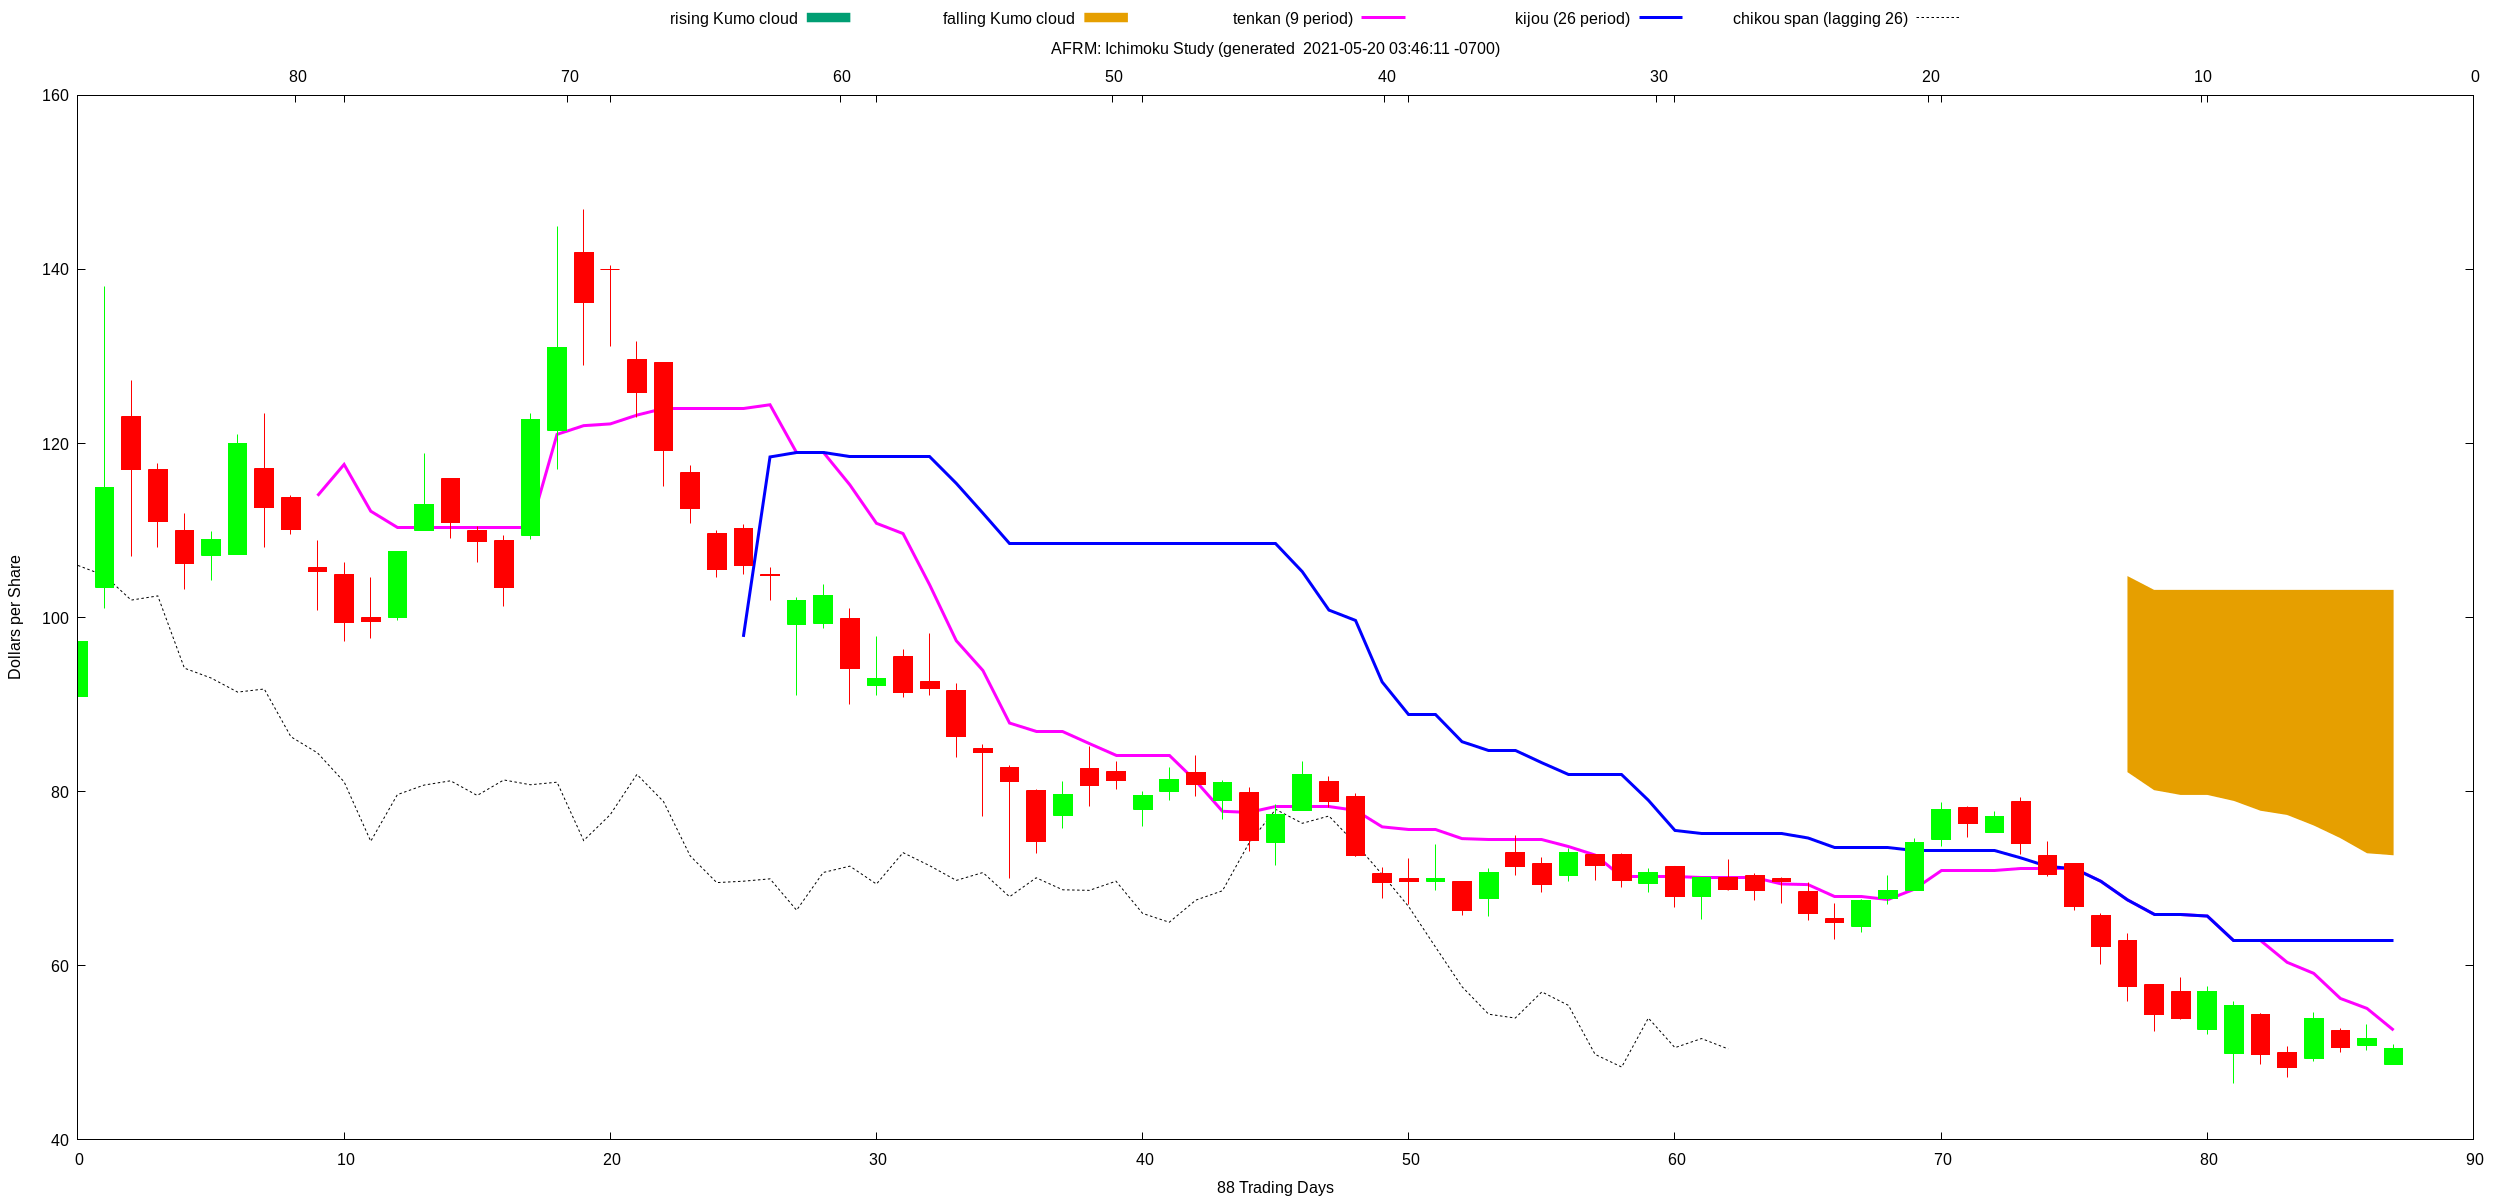 rising Kumo cloud falling Kumo cloud tenkan (9 period) kijou (26 period) chikou span (lagging 26)
AFRM: Ichimoku Study (generated  2021-05-20 03:46:11 -0700)
80 70 60 50 40 30 20 10 0
160
140
120
100
80
60
40
Dollars per Share
0 10 20 30 40 50 60 70 80 90
88 Trading Days